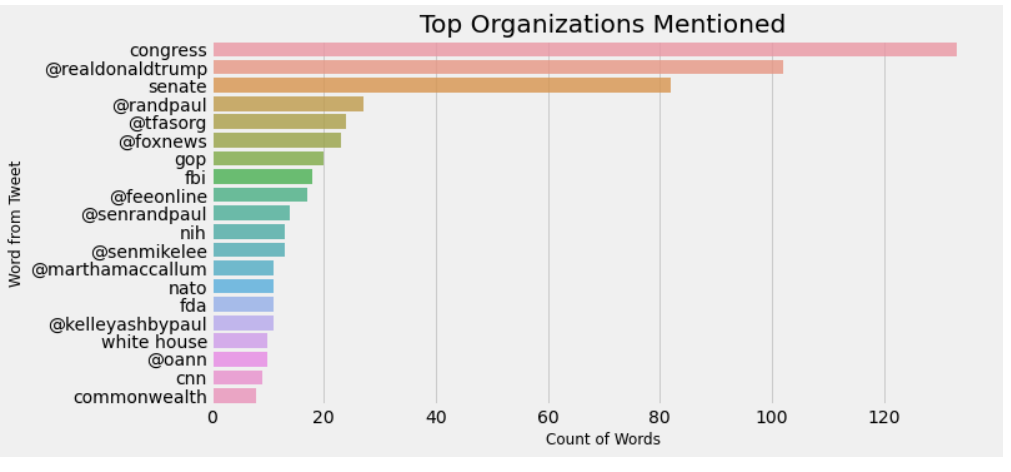 Top Organizations Mentioned
congress
@realdonaldtrump
senate
@randpaul
@tfasorg
@foxnews
gop
fbi
@feeonline
@senrandpaul
nih
@senmikelee
@marthamaccallum
nato
fda
@kelleyashbypaul
white house
@oann
cnn
commonwealth
Word from Tweet
0 20 40 60 80 100 120
Count of Words